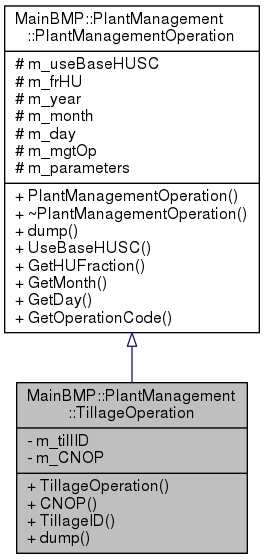 MainBMP::PlantManagement
::PlantManagementOperation
# m_useBaseHUSC
# m_frHU
# m_year
# m_month
# m_day
# m_mgtOp
# m_parameters
+ PlantManagementOperation()
+ ~PlantManagementOperation()
+ dump()
+ UseBaseHUSC()
+ GetHUFraction()
+ GetMonth()
+ GetDay()
+ GetOperationCode()
MainBMP::PlantManagement
::TillageOperation
- m_tillID
- m_CNOP
+ TillageOperation()
+ CNOP()
+ TillageID()
+ dump()